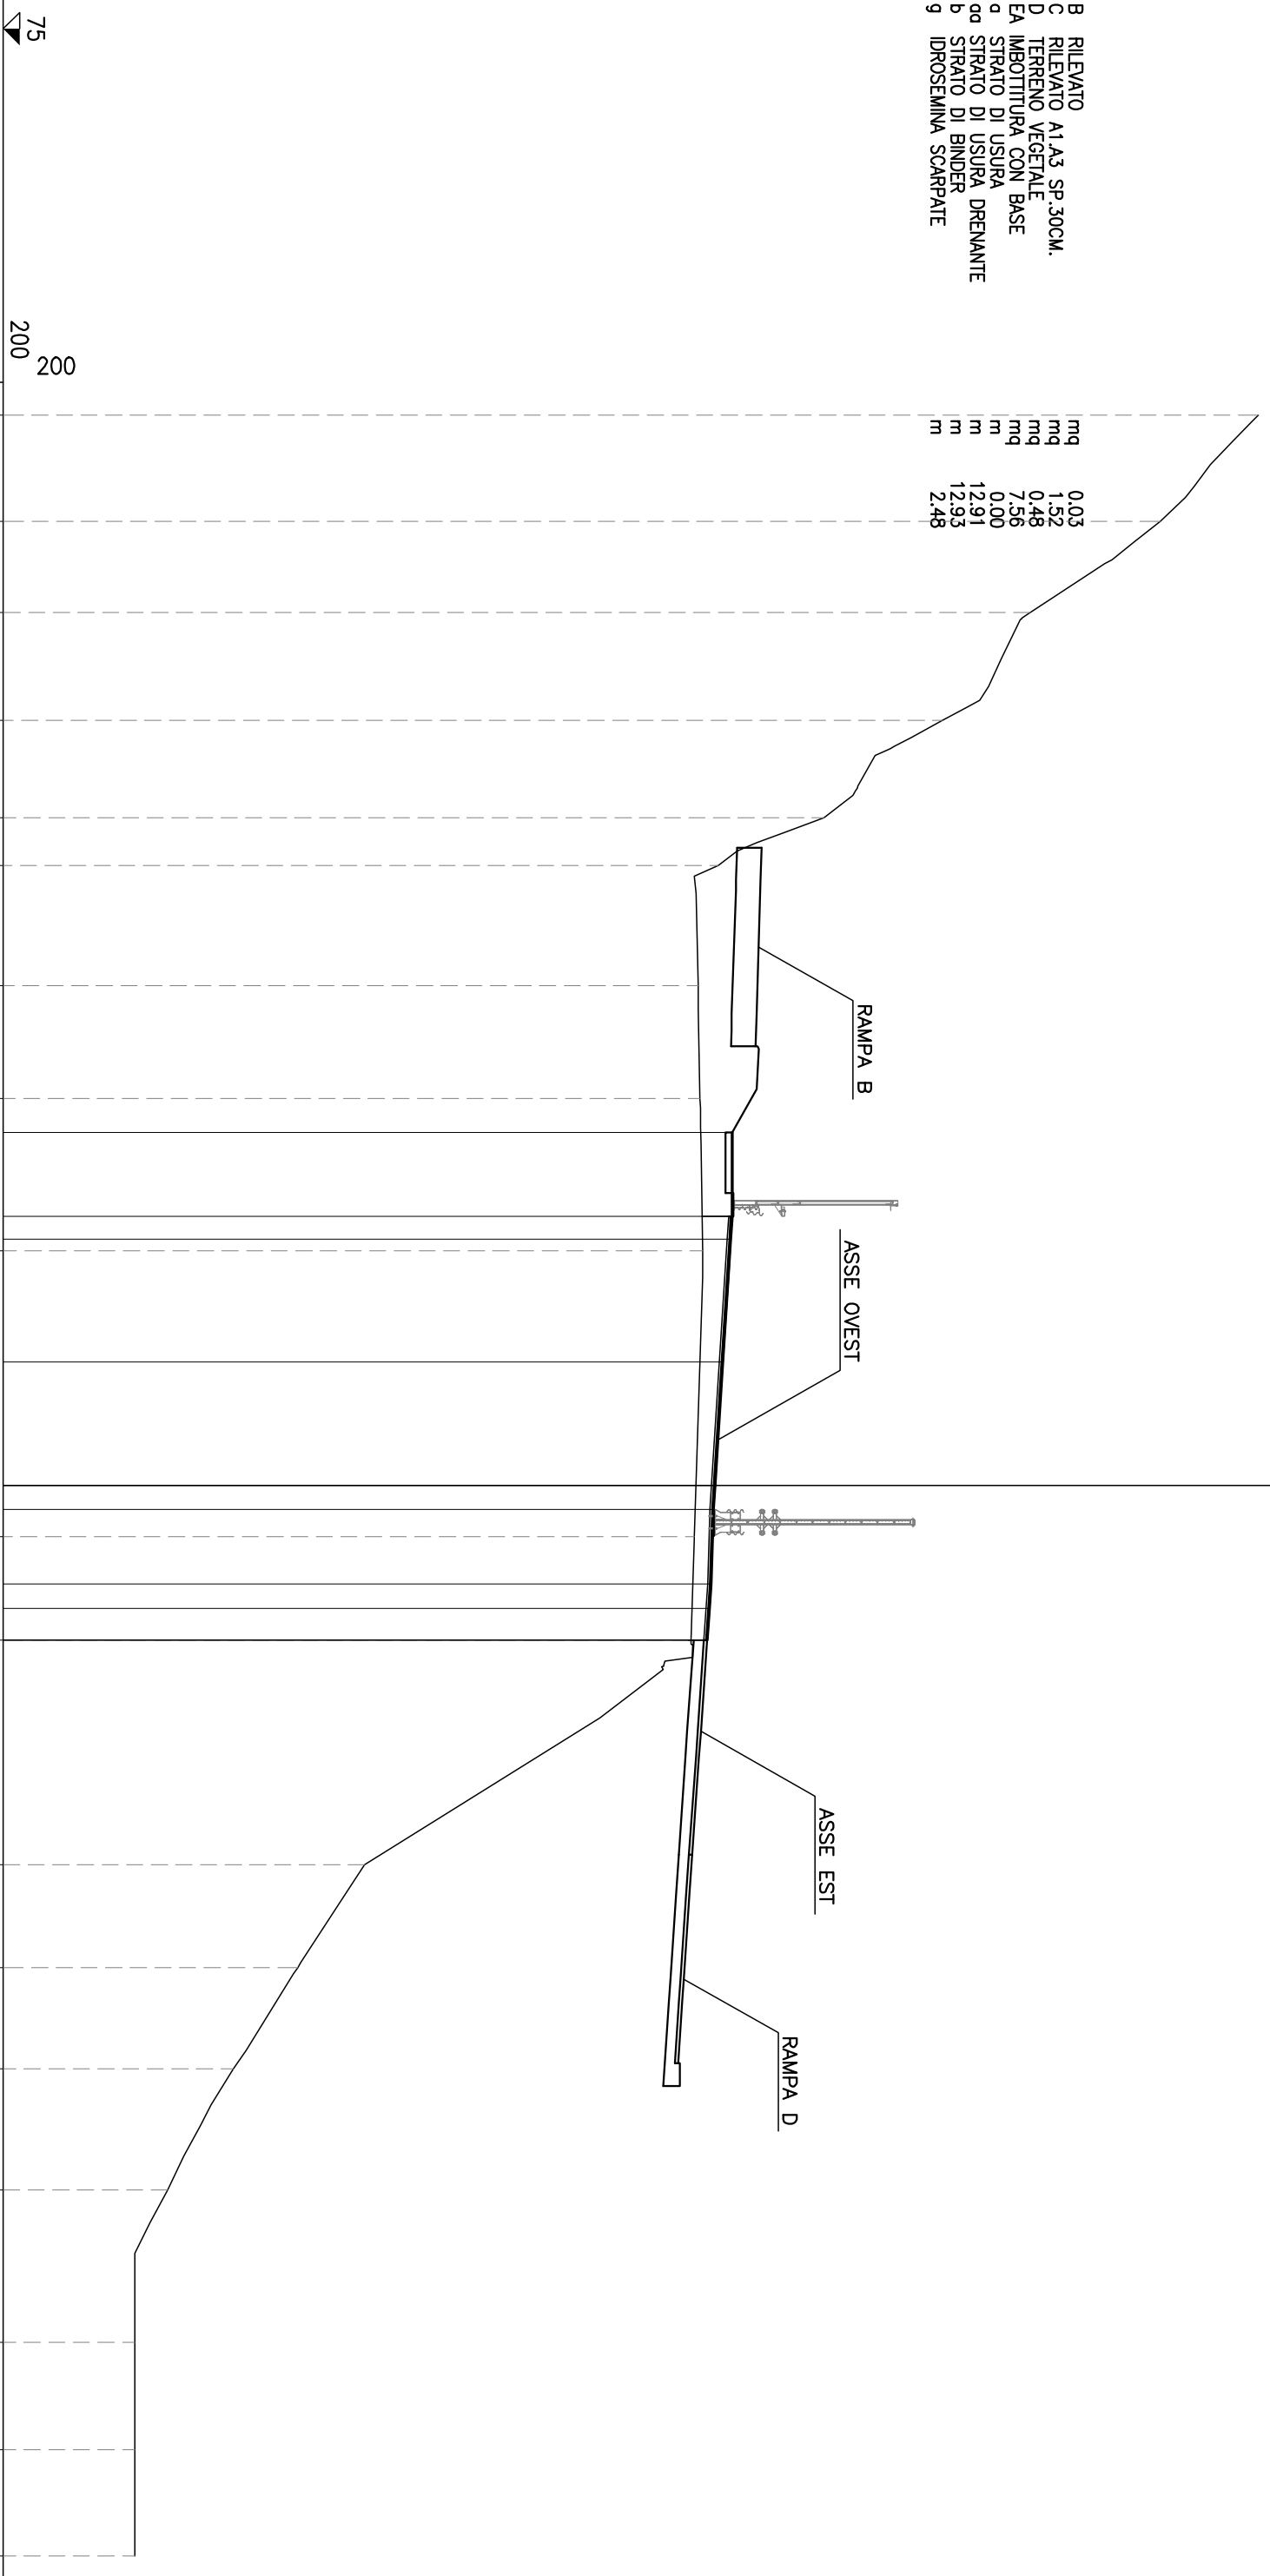 B RILEVATO mq 0.03
C RILEVATO A1.A3 SP.30CM. mq 1.52
D TERRENO VEGETALE mq 0.48
EA IMBOTTITURA CON BASE mq 7.56
a STRATO DI USURA m 0.00
aa STRATO DI USURA DRENANTE m 12.91
b STRATO DI BINDER m 12.93
g IDROSEMINA SCARPATE m 2.48
RAMPA B
ASSE OVEST
ASSE EST
RAMPA D
75
200
200